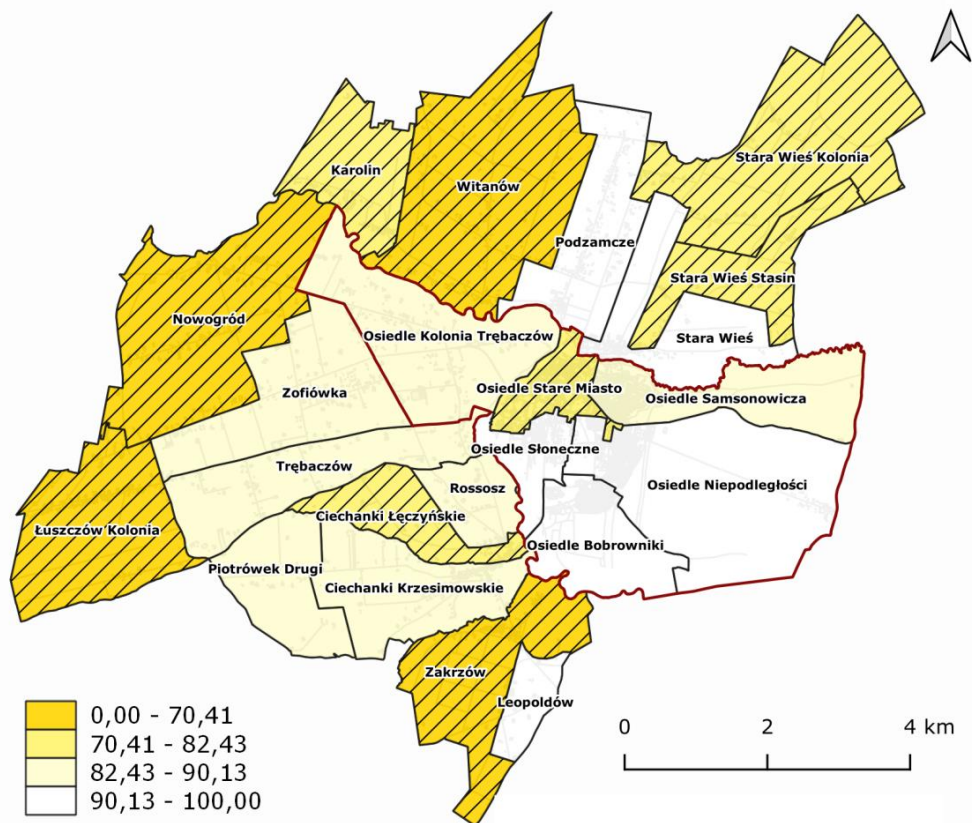 Stara Wieś Kolonia
Karolin
Witanów
Podzamcze
Stara Wieś Stasin
Nowogród
Osiedle Kolonia Trębaczów
Stara Wieś
Osiedle Stare Miasto
Zofiówka
Osiedle Samsonowicza
Osiedle Słoneczne
Trębaczów
Rossosz
Osiedle Niepodległości
Ciechanki Łęczyńskie
Łuszczów Kolonia
Osiedle Bobrowniki
Piotrówek Drugi
Ciechanki Krzesimowskie
Zakrzów
Leopoldów
0,00 - 70,41
70,41 - 82,43
82,43 - 90,13
90,13 - 100,00
0 2 4 km